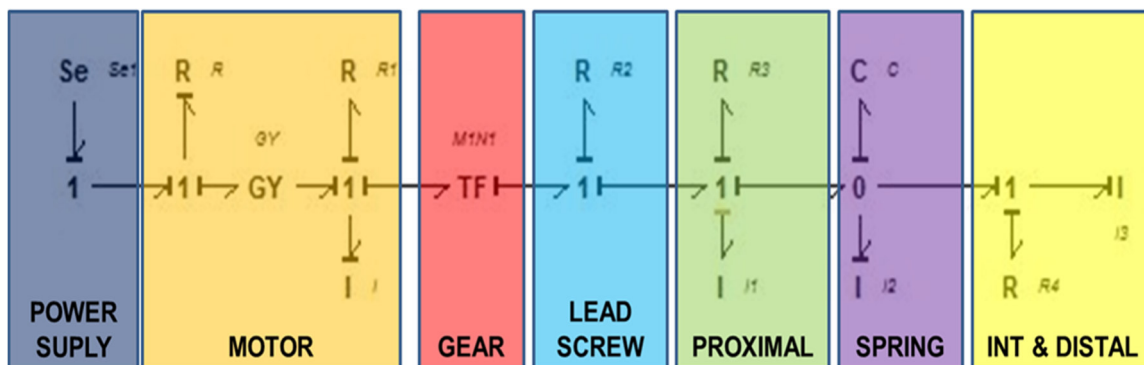 Se Se1 R R R1 R R2 R R3 C C
GY M1N1
1 1 GY 1 TF 1 1 0 1 I
I3
I I I I1 I I2 R R4
POWER
SUPLY
MOTOR
GEAR
LEAD
SCREW
PROXIMAL
SPRING
INT & DISTAL